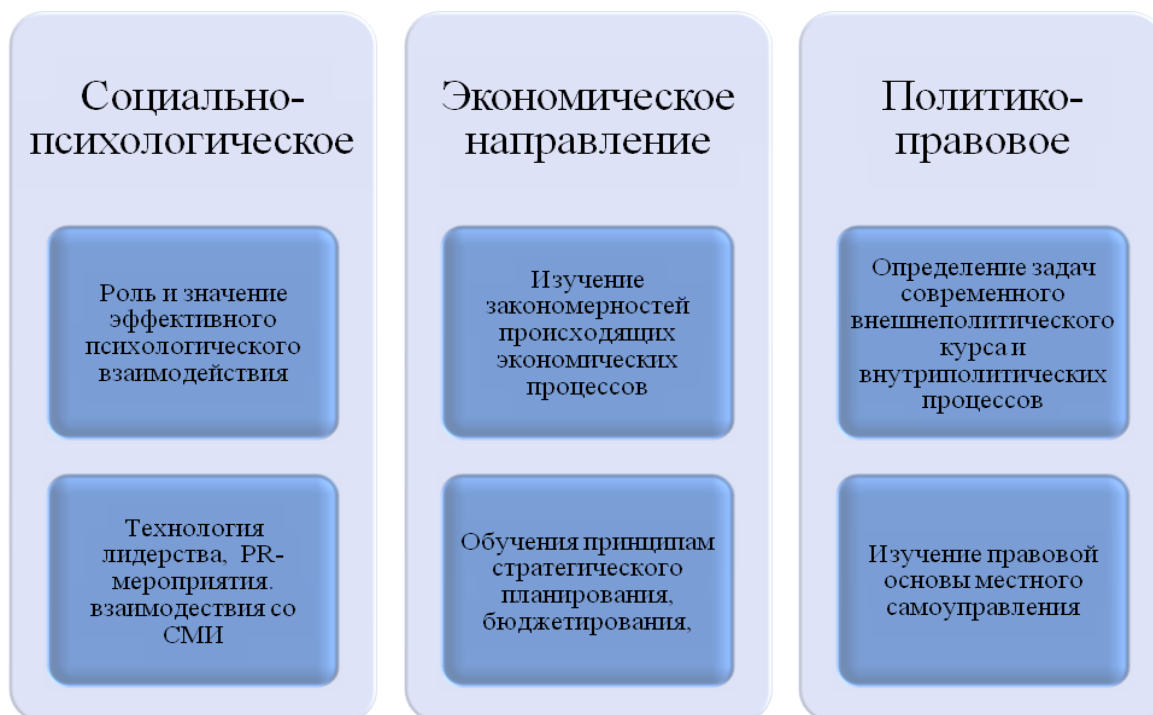 Социально-
психологическое
Роль и значение
эффективного
психологического
взаимодействия
Технология
лидерства,  PR-
мероприятия.
взаимодествия со
СМИ
Экономическое
направление
Изучение
закономерностей
происходящих
экономических
процессов
Обучения принципам
стратегического
планирования,
бюджетирования,
Политико-
правовое
Определение задач
современного
внешнеполитического
курса и
внутриполитических
процессов
Изучение правовой
основы местного
самоуправления